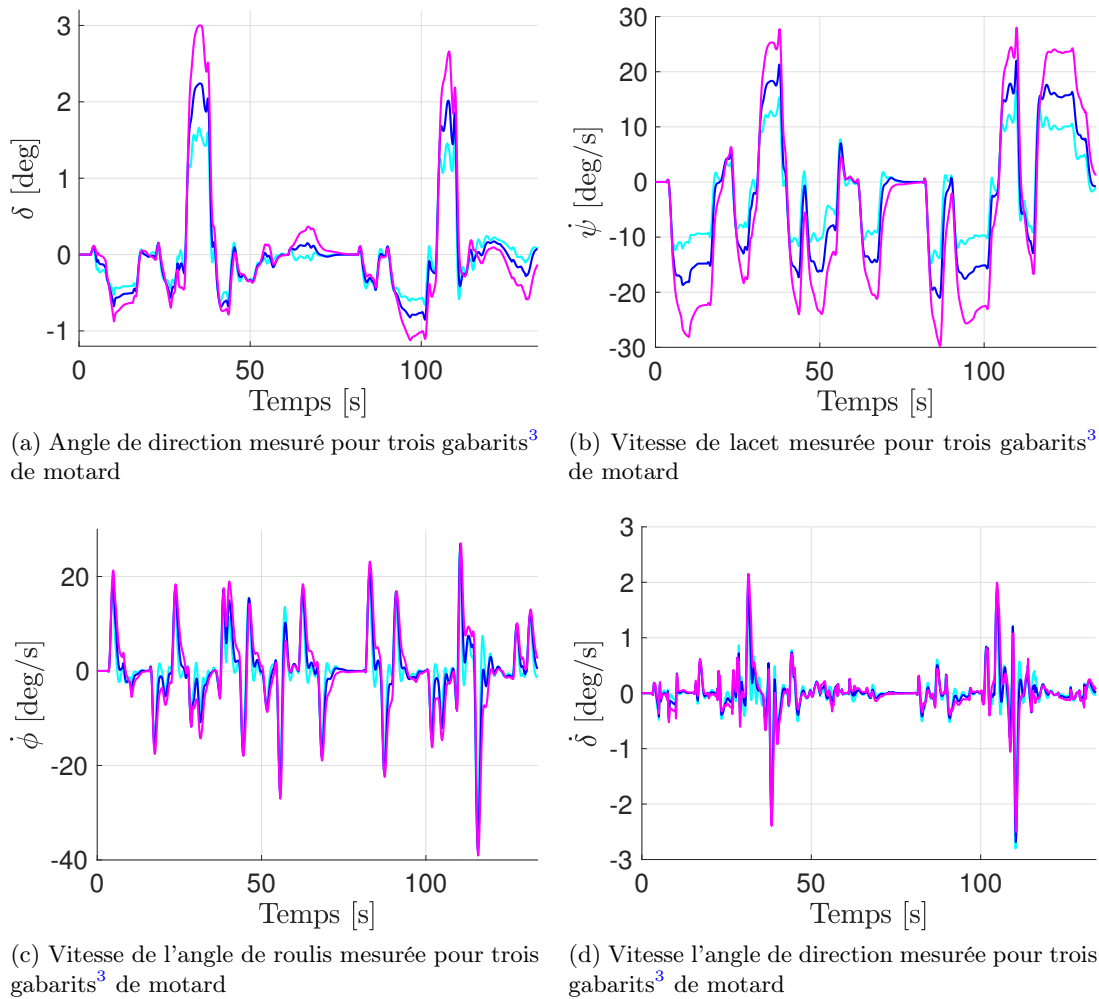 3
2
1
0
-1
δ [deg]
0
50
100
Temps [s]
(a) Angle de direction mesuré pour trois gabarits³
de motard
30
20
10
0
-10
-20
-30
ψ̇ [deg/s]
0
50
100
Temps [s]
(b) Vitesse de lacet mesurée pour trois gabarits³
de motard
20
0
-20
-40
ϕ̇ [deg/s]
0
50
100
Temps [s]
(c) Vitesse de l'angle de roulis mesurée pour trois
gabarits³ de motard
3
2
1
0
-1
-2
-3
δ̇ [deg/s]
0
50
100
Temps [s]
(d) Vitesse l'angle de direction mesurée pour trois
gabarits³ de motard